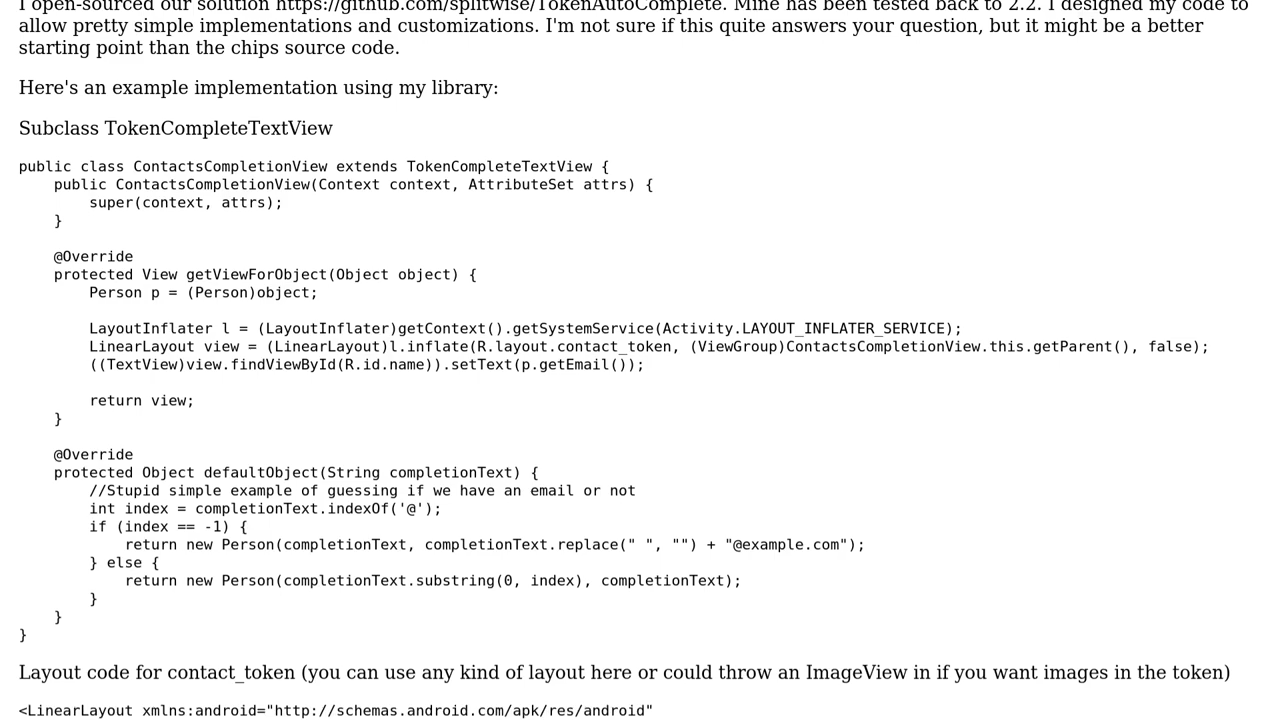 I open-sourced our solution https://github.com/splitwise/TokenAutoComplete. Mine has been tested back to 2.2. I designed my code to
allow pretty simple implementations and customizations. I'm not sure if this quite answers your question, but it might be a better
starting point than the chips source code.
Here's an example implementation using my library:
Subclass TokenCompleteTextView
public class ContactsCompletionView extends TokenCompleteTextView {
    public ContactsCompletionView(Context context, AttributeSet attrs) {
        super(context, attrs);
    }
    @Override
    protected View getViewForObject(Object object) {
        Person p = (Person)object;
        LayoutInflater l = (LayoutInflater)getContext().getSystemService(Activity.LAYOUT_INFLATER_SERVICE);
        LinearLayout view = (LinearLayout)l.inflate(R.layout.contact_token, (ViewGroup)ContactsCompletionView.this.getParent(), false);
        ((TextView)view.findViewById(R.id.name)).setText(p.getEmail());
        return view;
    }
    @Override
    protected Object defaultObject(String completionText) {
        //Stupid simple example of guessing if we have an email or not
        int index = completionText.indexOf('@');
        if (index == -1) {
            return new Person(completionText, completionText.replace(" ", "") + "@example.com");
        } else {
            return new Person(completionText.substring(0, index), completionText);
        }
    }
}
Layout code for contact_token (you can use any kind of layout here or could throw an ImageView in if you want images in the token)
<LinearLayout xmlns:android="http://schemas.android.com/apk/res/android"